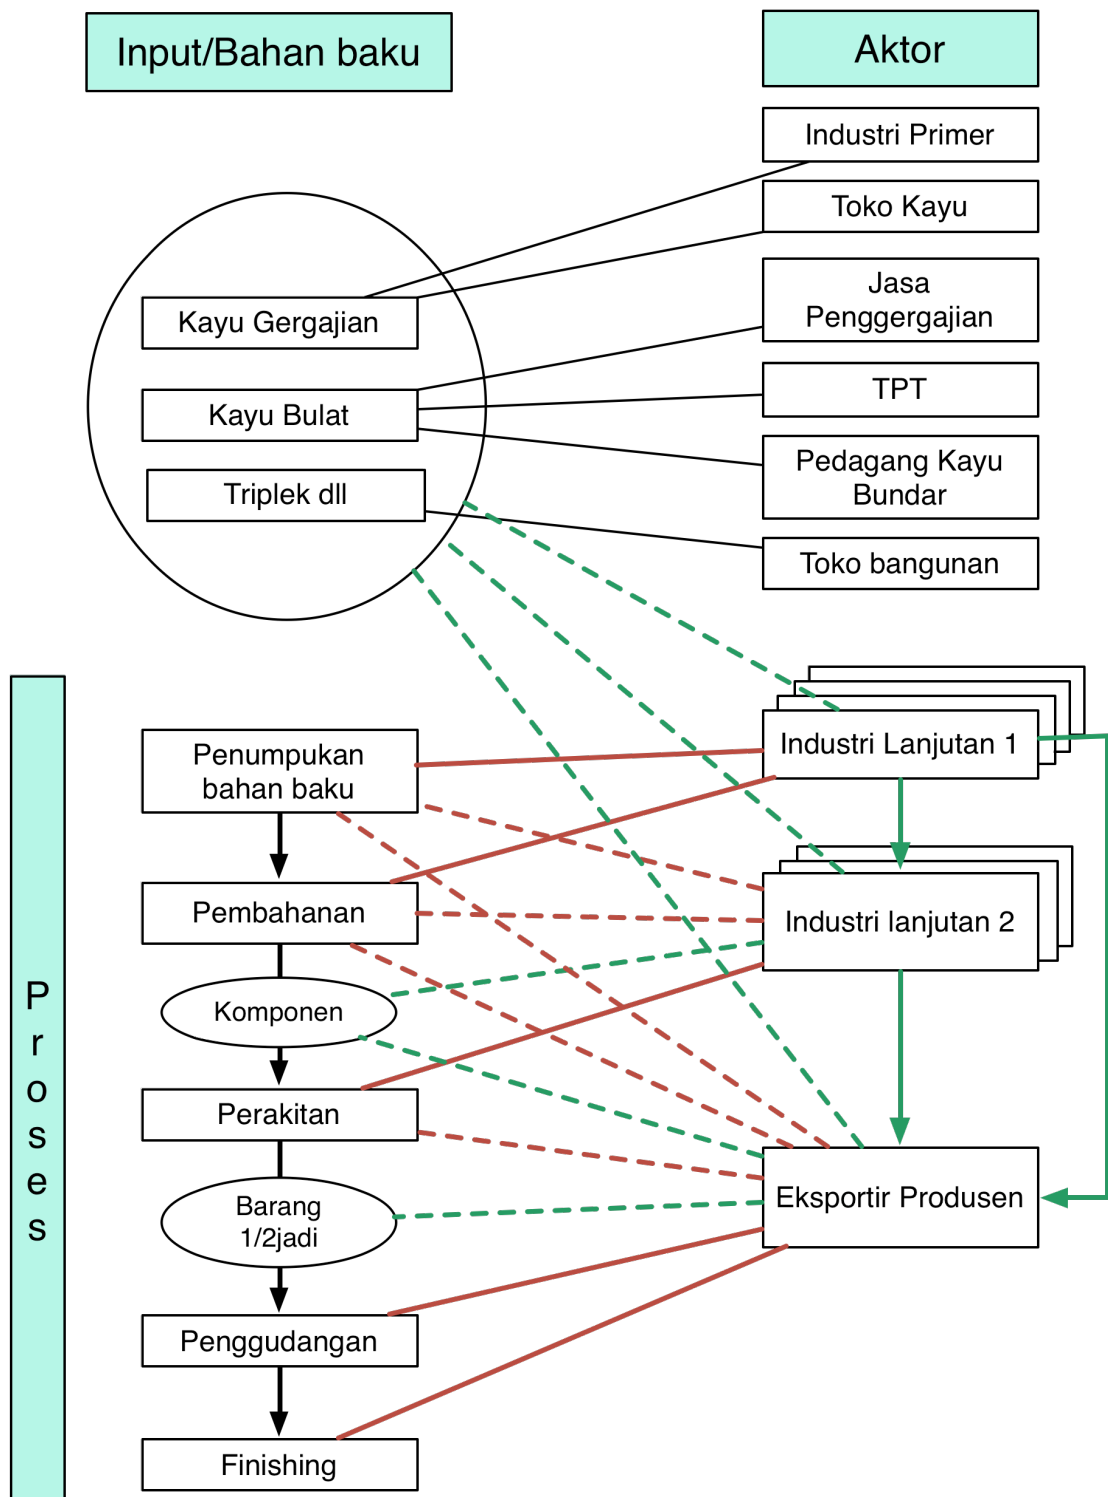 Input/Bahan baku
Aktor
Industri Primer
Toko Kayu
Jasa
Penggergajian
Kayu Gergajian
TPT
Kayu Bulat
Pedagang Kayu
Bundar
Triplek dll
Toko bangunan
Industri Lanjutan 1
Penumpukan
bahan baku
Industri lanjutan 2
Pembahanan
Komponen
Perakitan
Eksportir Produsen
Barang
1/2jadi
Penggudangan
Finishing
P
r
o
s
e
s